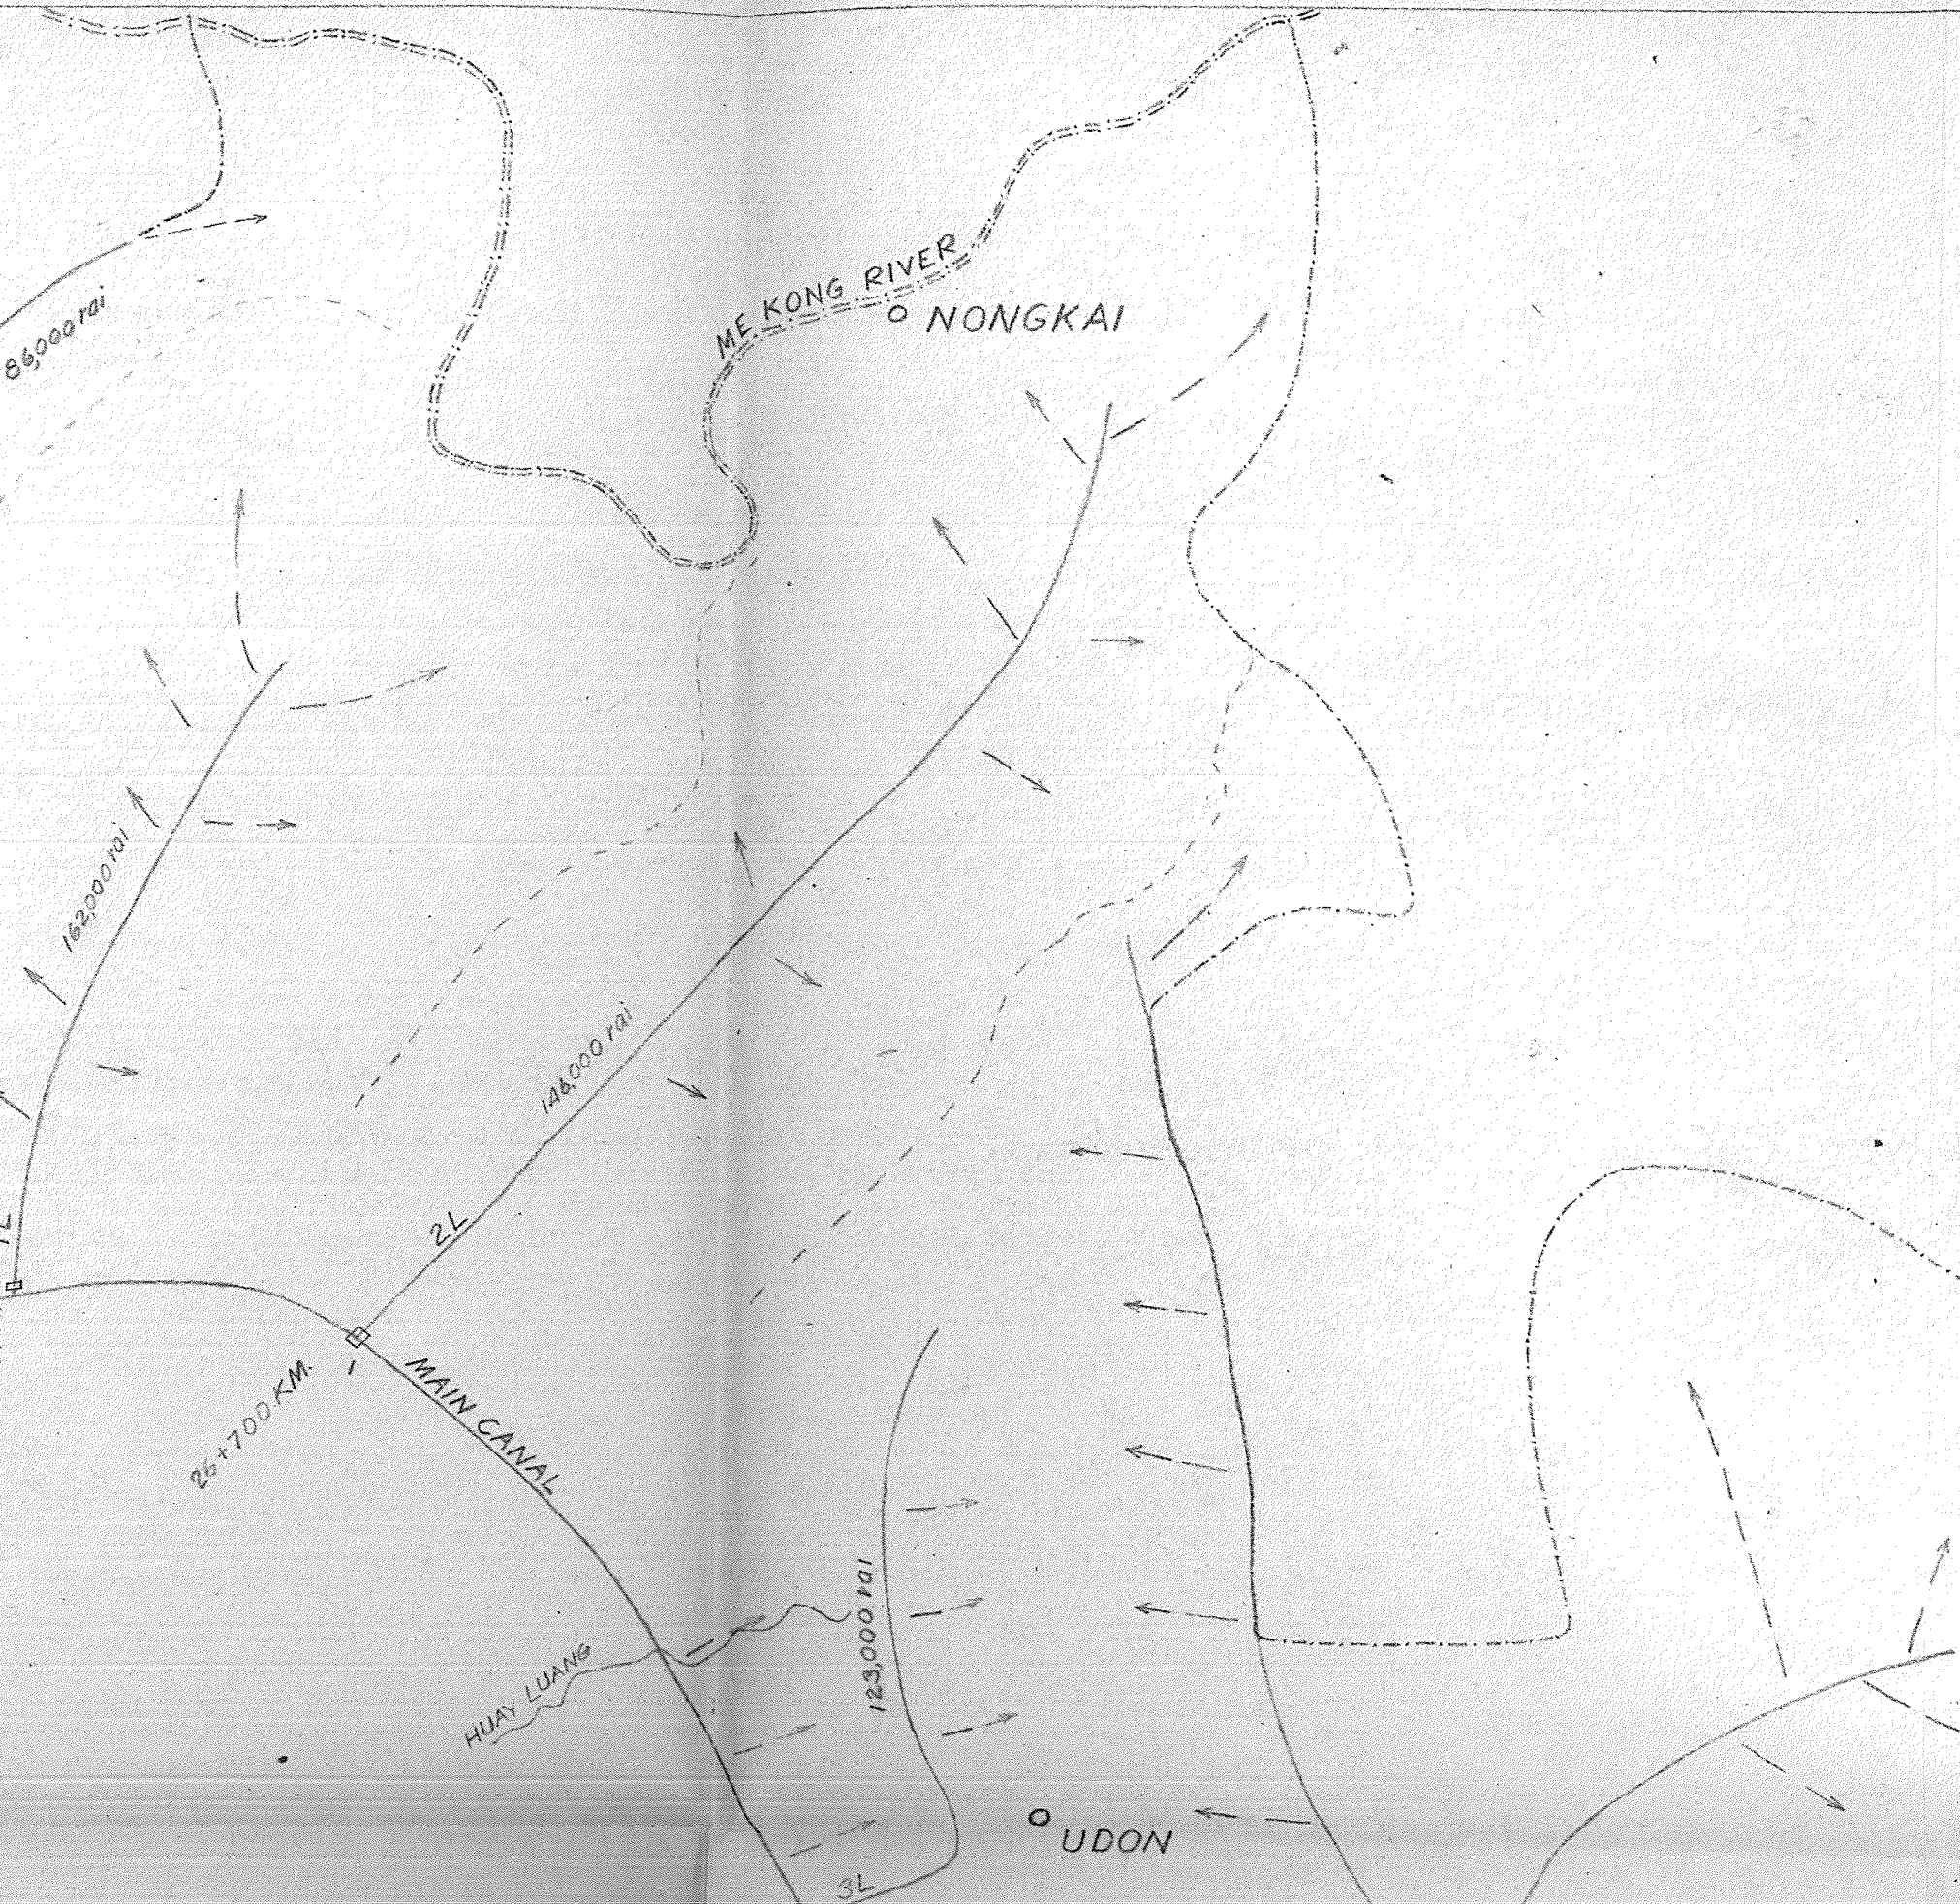 ME KONG RIVER
NONGKAI
86,000 rai
162,000 rai
146,000 rai
1L
2L
26+700 KM.
MAIN CANAL
123,000 rai
HUAY LUANG
UDON
3L